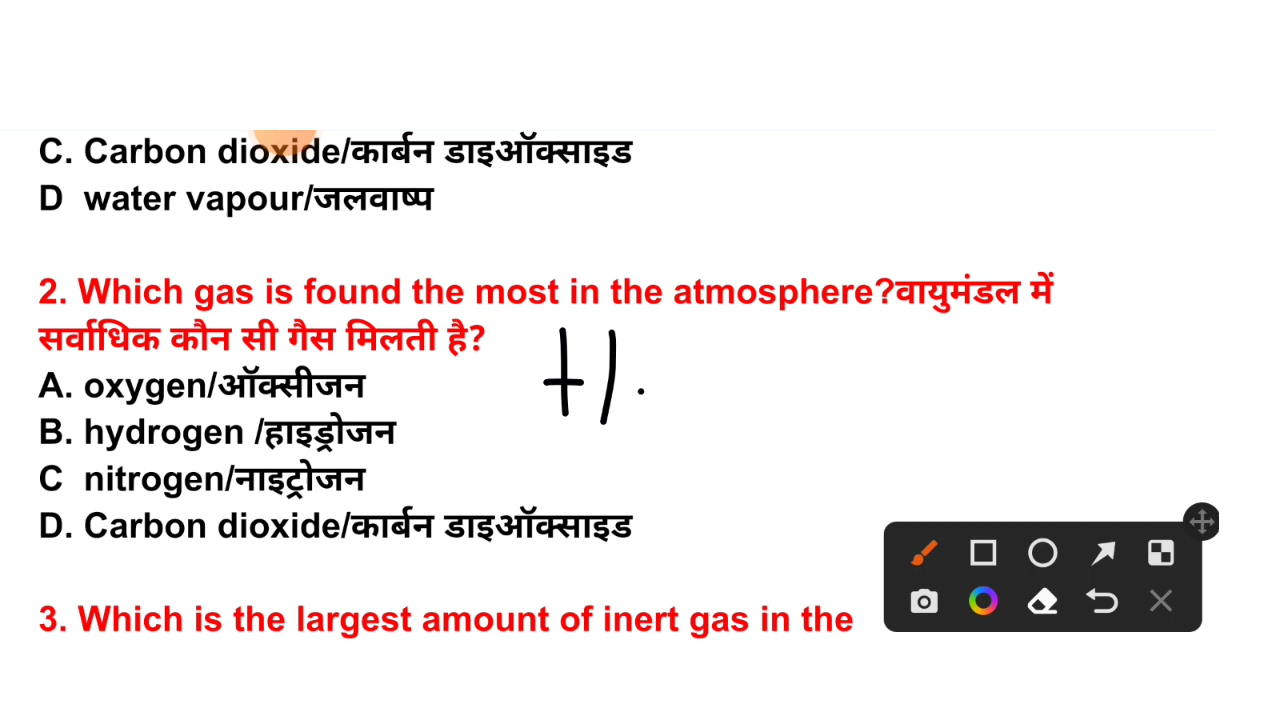 C. Carbon dioxide/कार्बन डाइऑक्साइड
D water vapour/जलवाष्प
2. Which gas is found the most in the atmosphere?वायुमंडल में
सर्वाधिक कौन सी गैस मिलती है?
A. oxygen/ऑक्सीजन
B. hydrogen /हाइड्रोजन
C nitrogen/नाइट्रोजन
D. Carbon dioxide/कार्बन डाइऑक्साइड
3. Which is the largest amount of inert gas in the